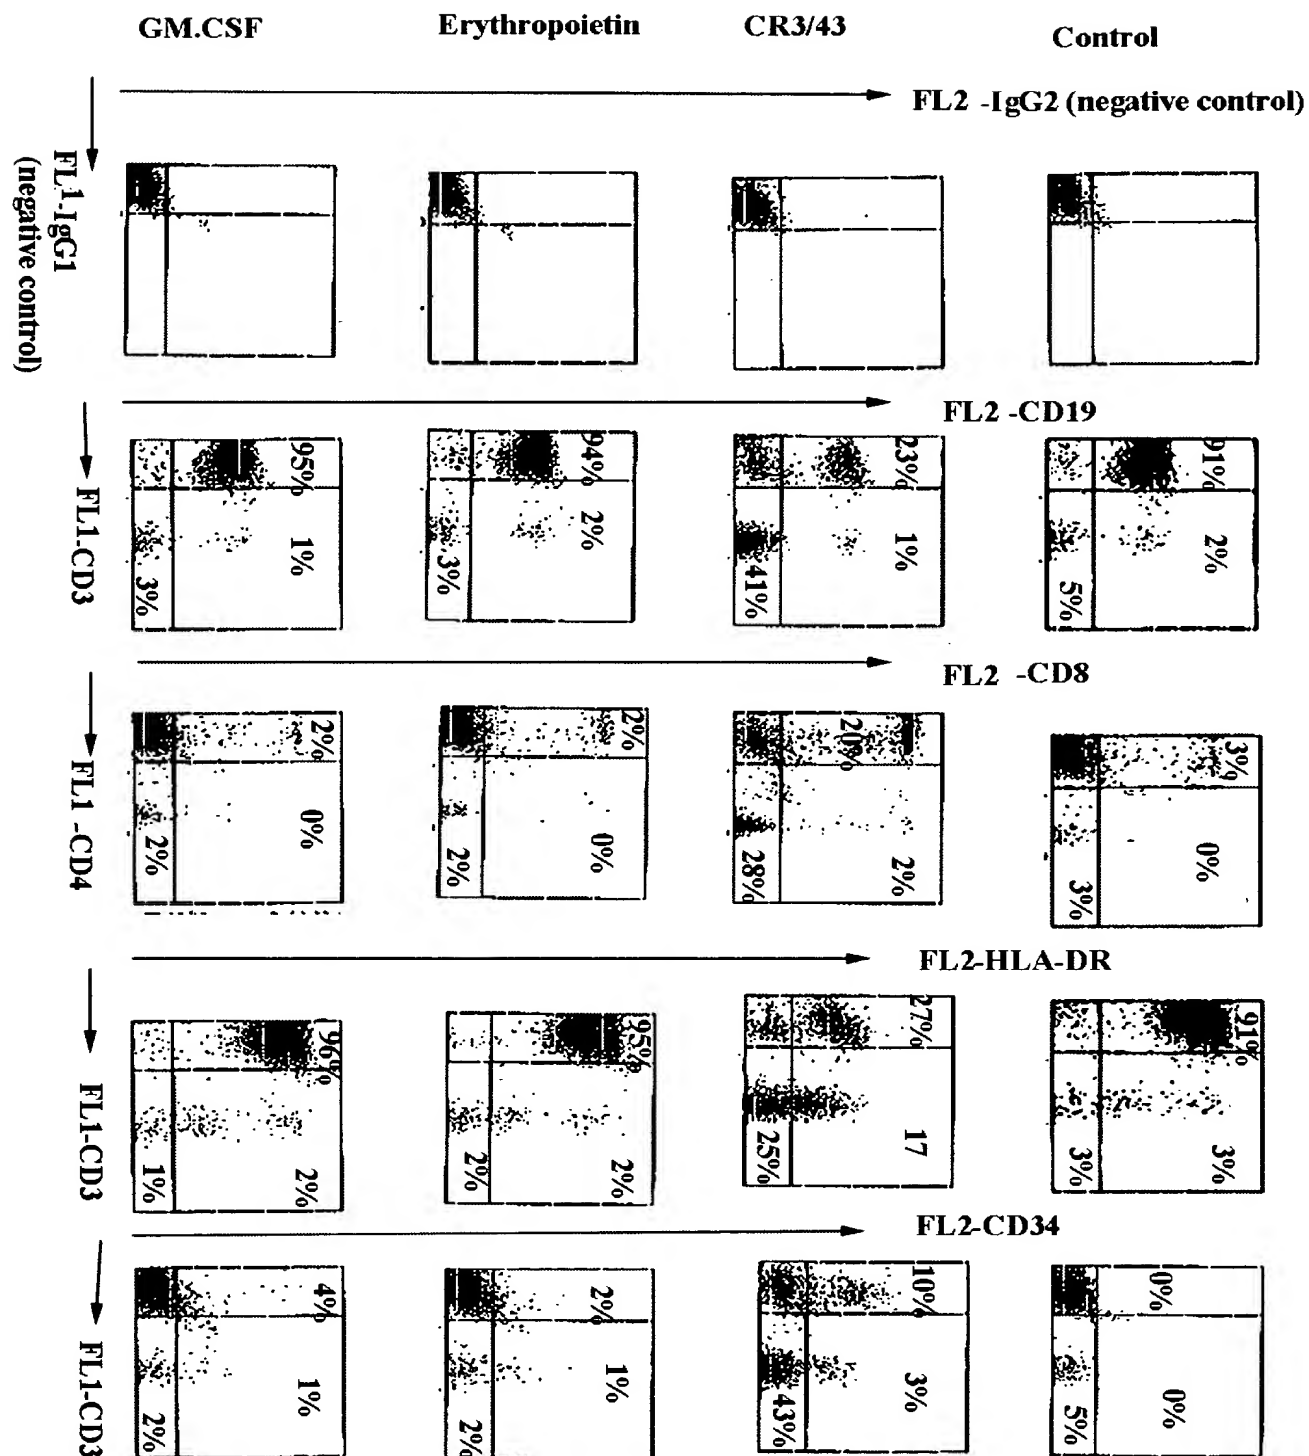 GM.CSF Erythropoietin CR3/43 Control
FL2 -IgG2 (negative control)
FL1-IgG1
(negative control)
FL2 -CD19
FL1-CD3
95% 94% 23% 91%
1% 2% 1% 2%
3% 3% 41% 5%
FL2 -CD8
FL1 -CD4
2% 2% 20% 3%
0% 0% 2% 0%
2% 2% 28% 3%
FL2-HLA-DR
FL1-CD3
96% 95% 27% 91%
2% 2% 17 3%
1% 2% 25% 3%
FL2-CD34
FL1-CD3
4% 2% 10% 0%
1% 1% 3% 0%
2% 2% 43% 5%